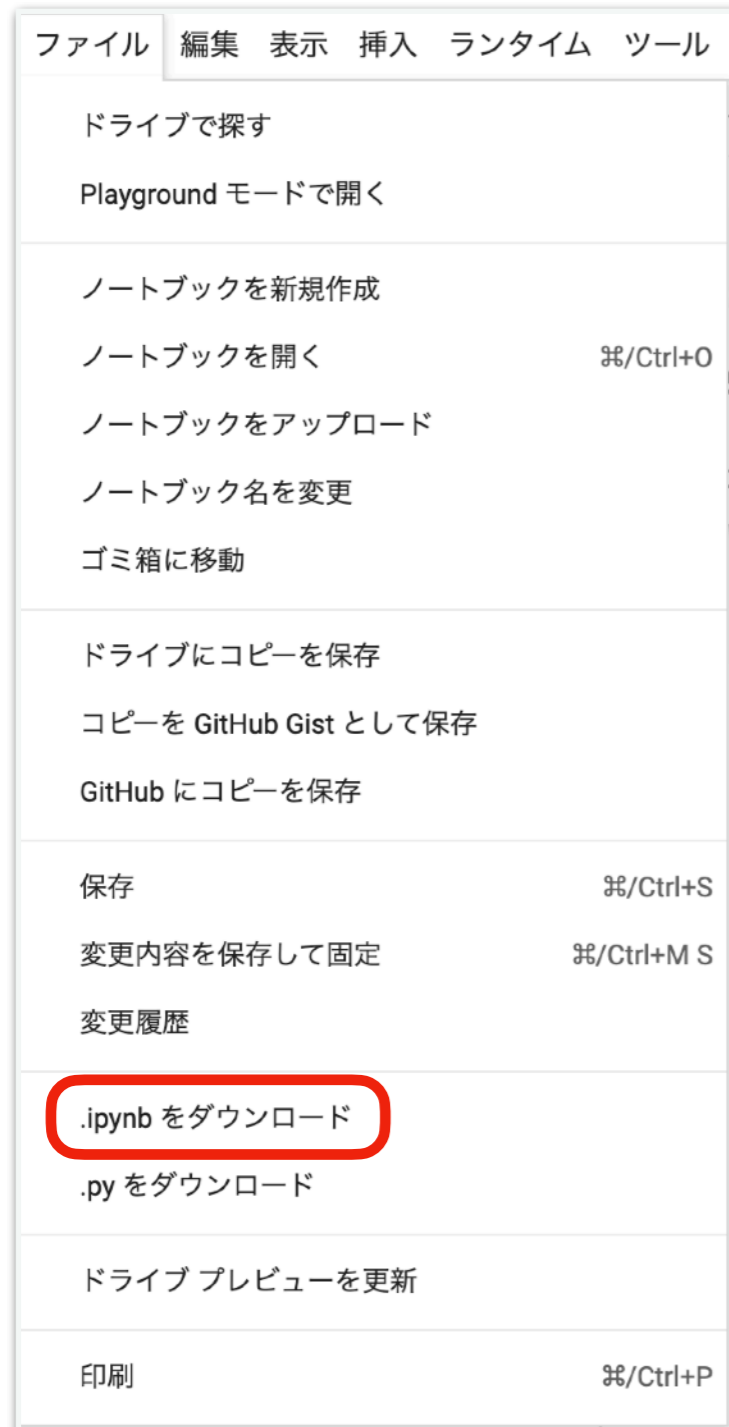 ファイル 編集 表示 挿入 ランタイム ツール
ドライブで探す
Playground モードで開く
ノートブックを新規作成
ノートブックを開く ⌘/Ctrl+O
ノートブックをアップロード
ノートブック名を変更
ゴミ箱に移動
ドライブにコピーを保存
コピーを GitHub Gist として保存
GitHub にコピーを保存
保存 ⌘/Ctrl+S
変更内容を保存して固定 ⌘/Ctrl+M S
変更履歴
.ipynb をダウンロード
.py をダウンロード
ドライブ プレビューを更新
印刷 ⌘/Ctrl+P